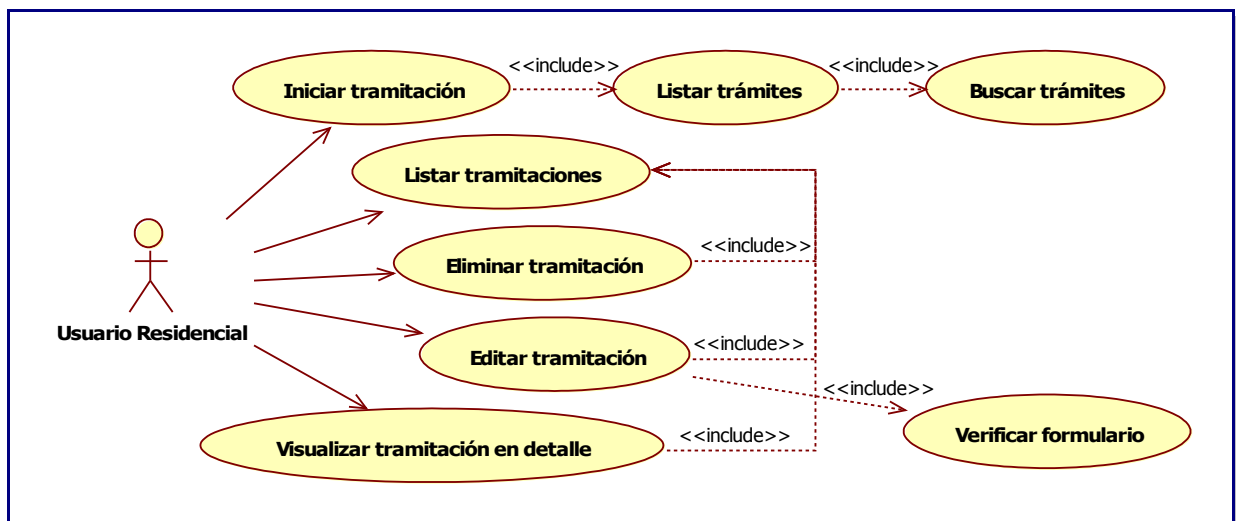 <<include>>
<<include>>
Iniciar tramitación
Listar trámites
Buscar trámites
Listar tramitaciones
<<include>>
Eliminar tramitación
Usuario Residencial
<<include>>
Editar tramitación
<<include>>
<<include>>
Visualizar tramitación en detalle
Verificar formulario